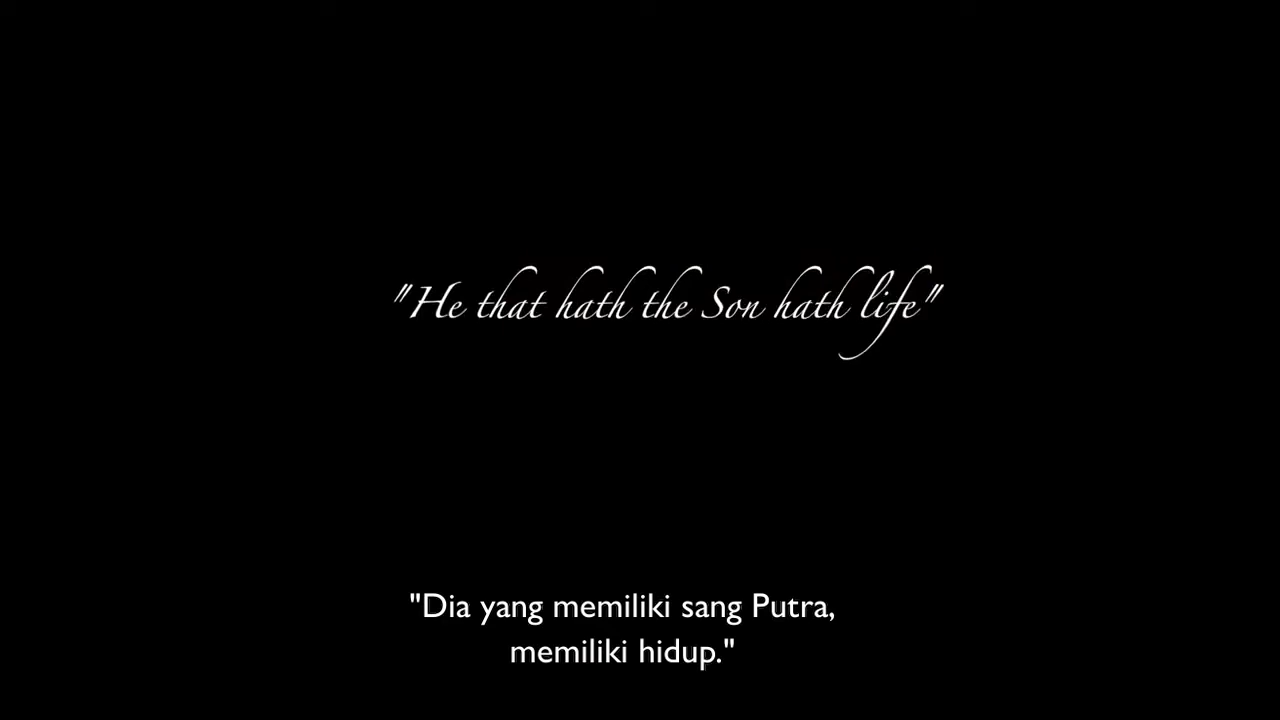 "He that hath the Son hath life"
"Dia yang memiliki sang Putra,
memiliki hidup."